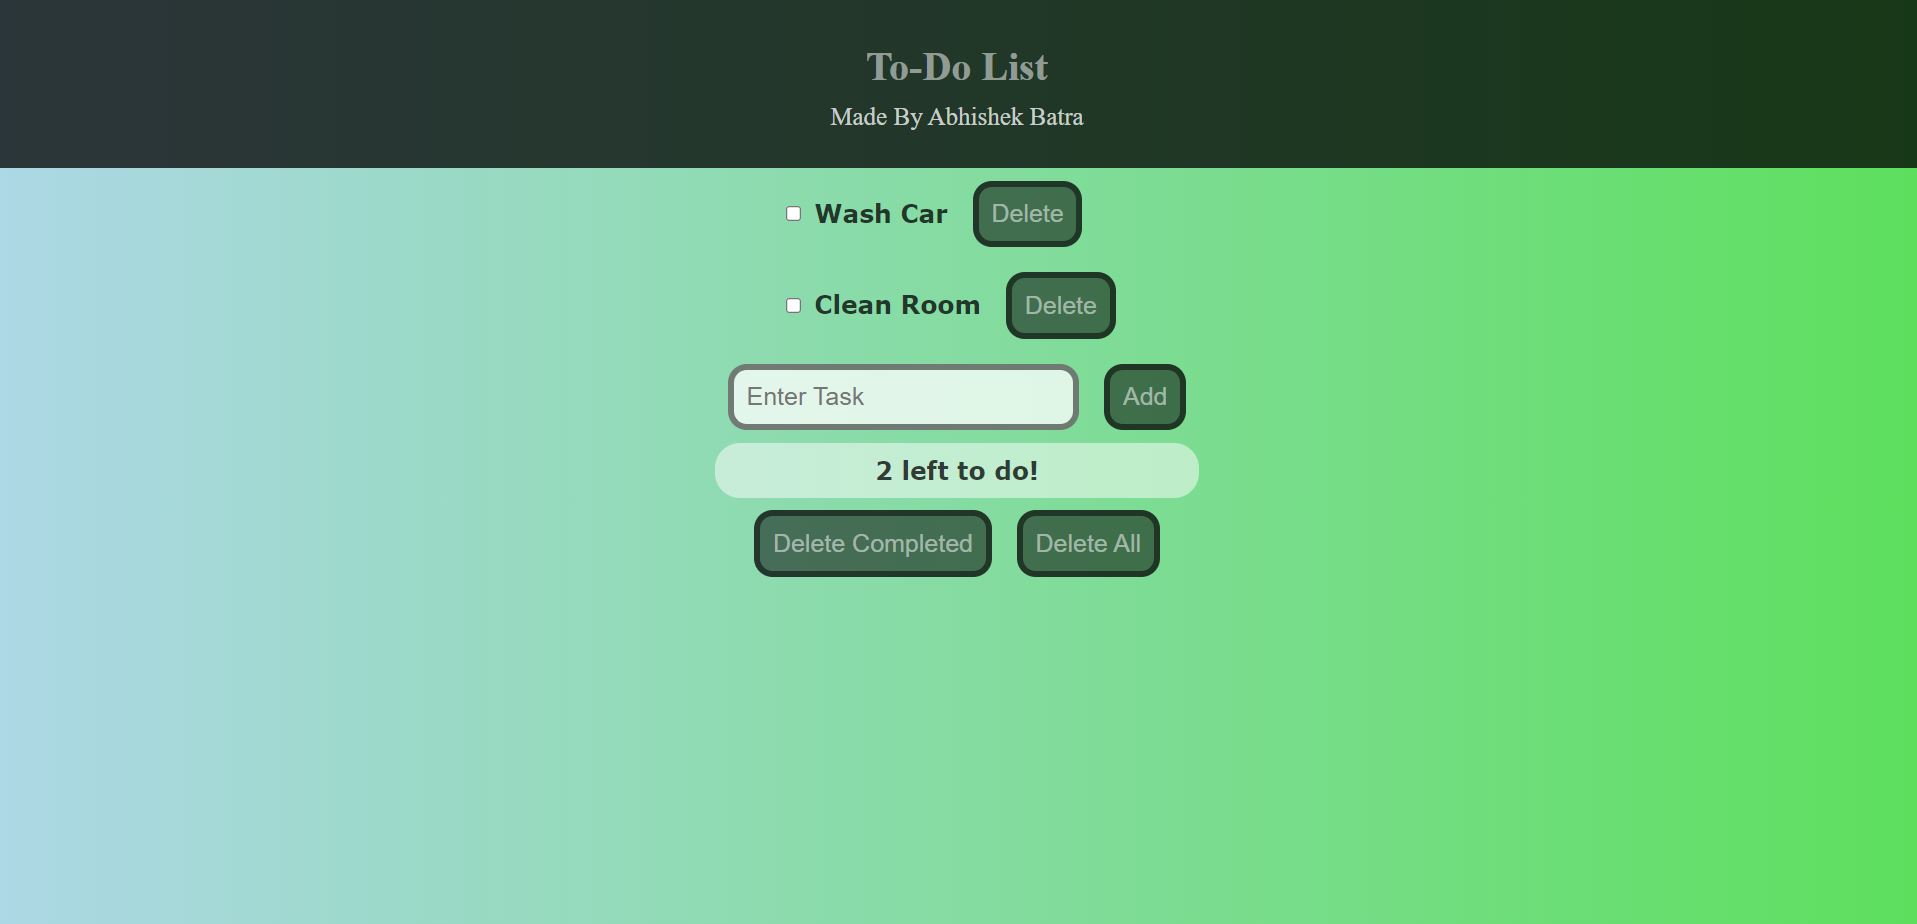 To-Do List
Made By Abhishek Batra
Wash Car Delete
Clean Room Delete
Enter Task Add
2 left to do!
Delete Completed Delete All